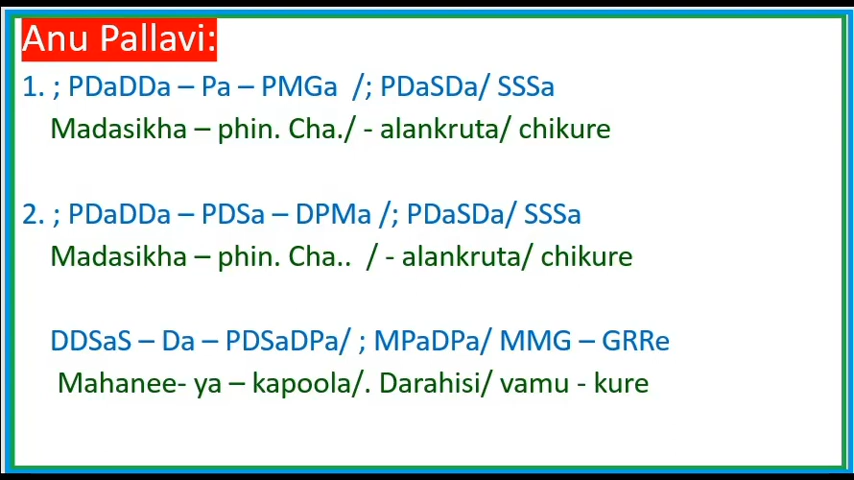 Anu Pallavi:
1. ; PDaDDa – Pa – PMGa /; PDaSDa/ SSSa
Madasikha – phin. Cha./ - alankruta/ chikure
2. ; PDaDDa – PDSa – DPMa /; PDaSDa/ SSSa
Madasikha – phin. Cha.. / - alankruta/ chikure
DDSaS – Da – PDSaDPa/ ; MPaDPa/ MMG – GRRe
Mahanee- ya – kapoola/. Darahisi/ vamu - kure